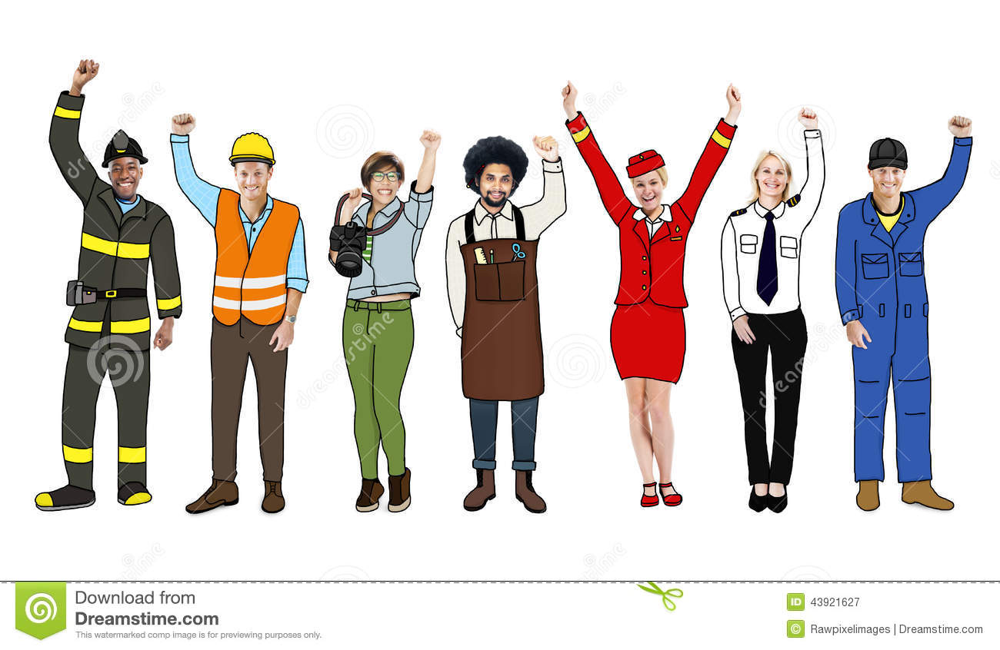 Download from
Dreamstime.com
This watermarked comp image is for previewing purposes only.
ID 43921627
© Rawpixelimages | Dreamstime.com